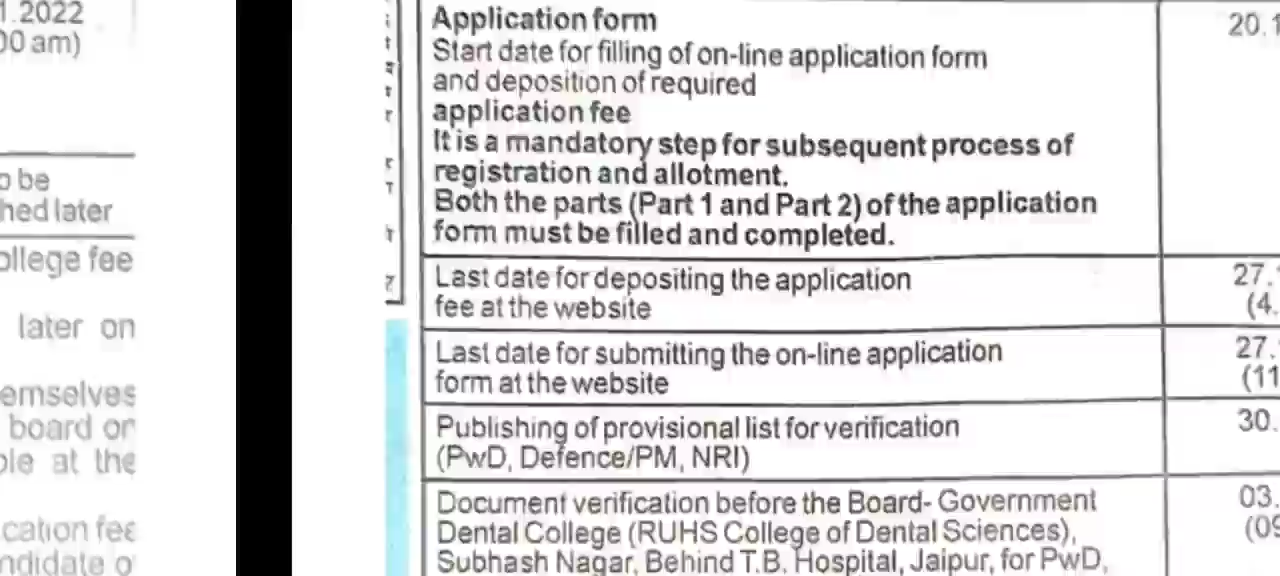 1.2022
00 am)
o be
hed later
ollege fee
later on
emselves
board or
ble at the
cation fee
ndidate o
Application form
Start date for filling of on-line application form
and deposition of required
application fee
It is a mandatory step for subsequent process of
registration and allotment.
Both the parts (Part 1 and Part 2) of the application
form must be filled and completed.
20.1
Last date for depositing the application
fee at the website
27.
(4.
Last date for submitting the on-line application
form at the website
27.
(11
Publishing of provisional list for verification
(PwD, Defence/PM, NRI)
30.
Document verification before the Board- Government
Dental College (RUHS College of Dental Sciences),
Subhash Nagar, Behind T.B. Hospital, Jaipur, for PwD,
03.
(09